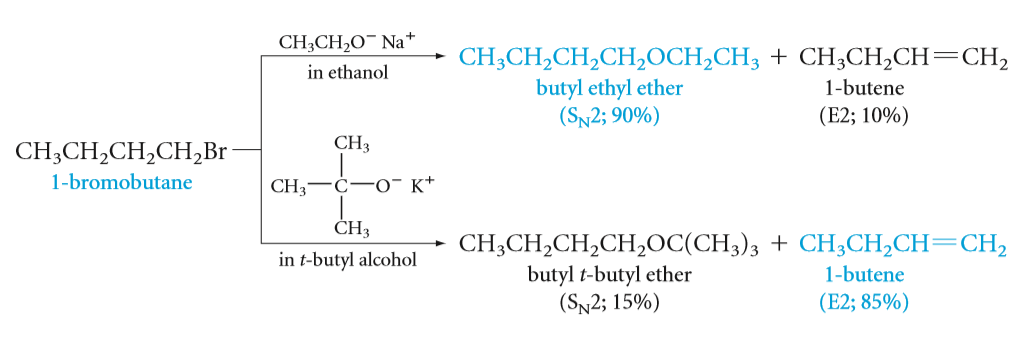 CH₃CH₂O⁻ Na⁺
in ethanol
CH₃CH₂CH₂CH₂OCH₂CH₃ + CH₃CH₂CH=CH₂
butyl ethyl ether
1-butene
(Sₙ2; 90%)
(E2; 10%)
CH₃CH₂CH₂CH₂Br
1-bromobutane
CH₃
CH₃—C—O⁻ K⁺
CH₃
in t-butyl alcohol
CH₃CH₂CH₂CH₂OC(CH₃)₃ + CH₃CH₂CH=CH₂
butyl t-butyl ether
1-butene
(Sₙ2; 15%)
(E2; 85%)